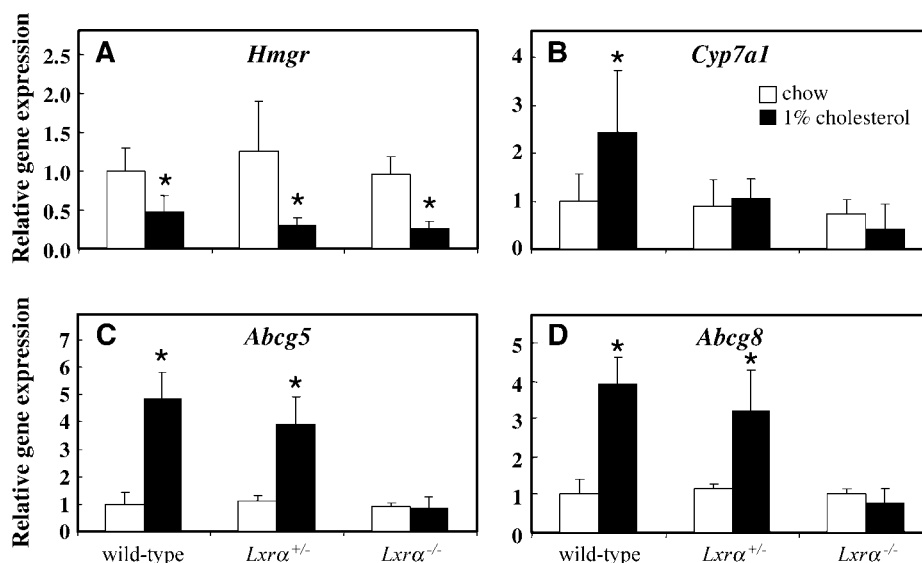 A
Hmgr
Relative gene expression
2.5
2.0
1.5
1.0
0.5
0.0
*
*
*
B
Cyp7a1
chow
1% cholesterol
4
3
2
1
0
*
C
Abcg5
Relative gene expression
7
6
5
4
3
2
1
0
*
*
wild-type
Lxrα+/-
Lxrα-/-
D
Abcg8
5
4
3
2
1
0
*
*
wild-type
Lxrα+/-
Lxrα-/-